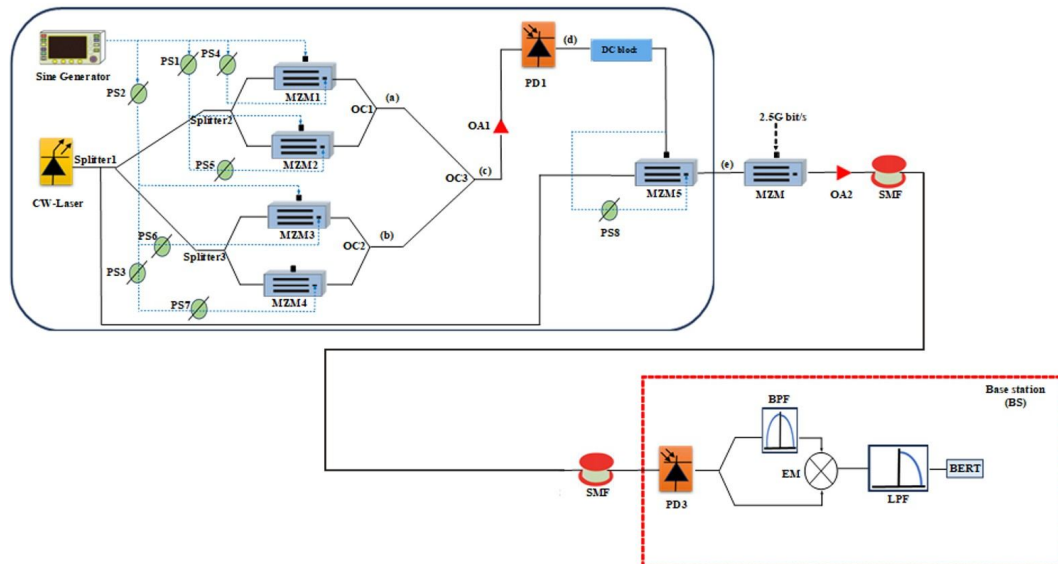 Sine Generator
PS1
PS4
PS2
MZM1
OC1
(a)
Splitter2
Splitter1
CW-Laser
PS5
MZM2
OC3
(c)
OA1
PD1
(d)
DC block
2.5G bit/s
MZM5
(e)
MZM
OA2
SMF
PS8
PS6
PS3
Splitter3
MZM3
OC2
(b)
MZM4
PS7
Base station
(BS)
BPF
EM
SMF
PD3
LPF
BERT